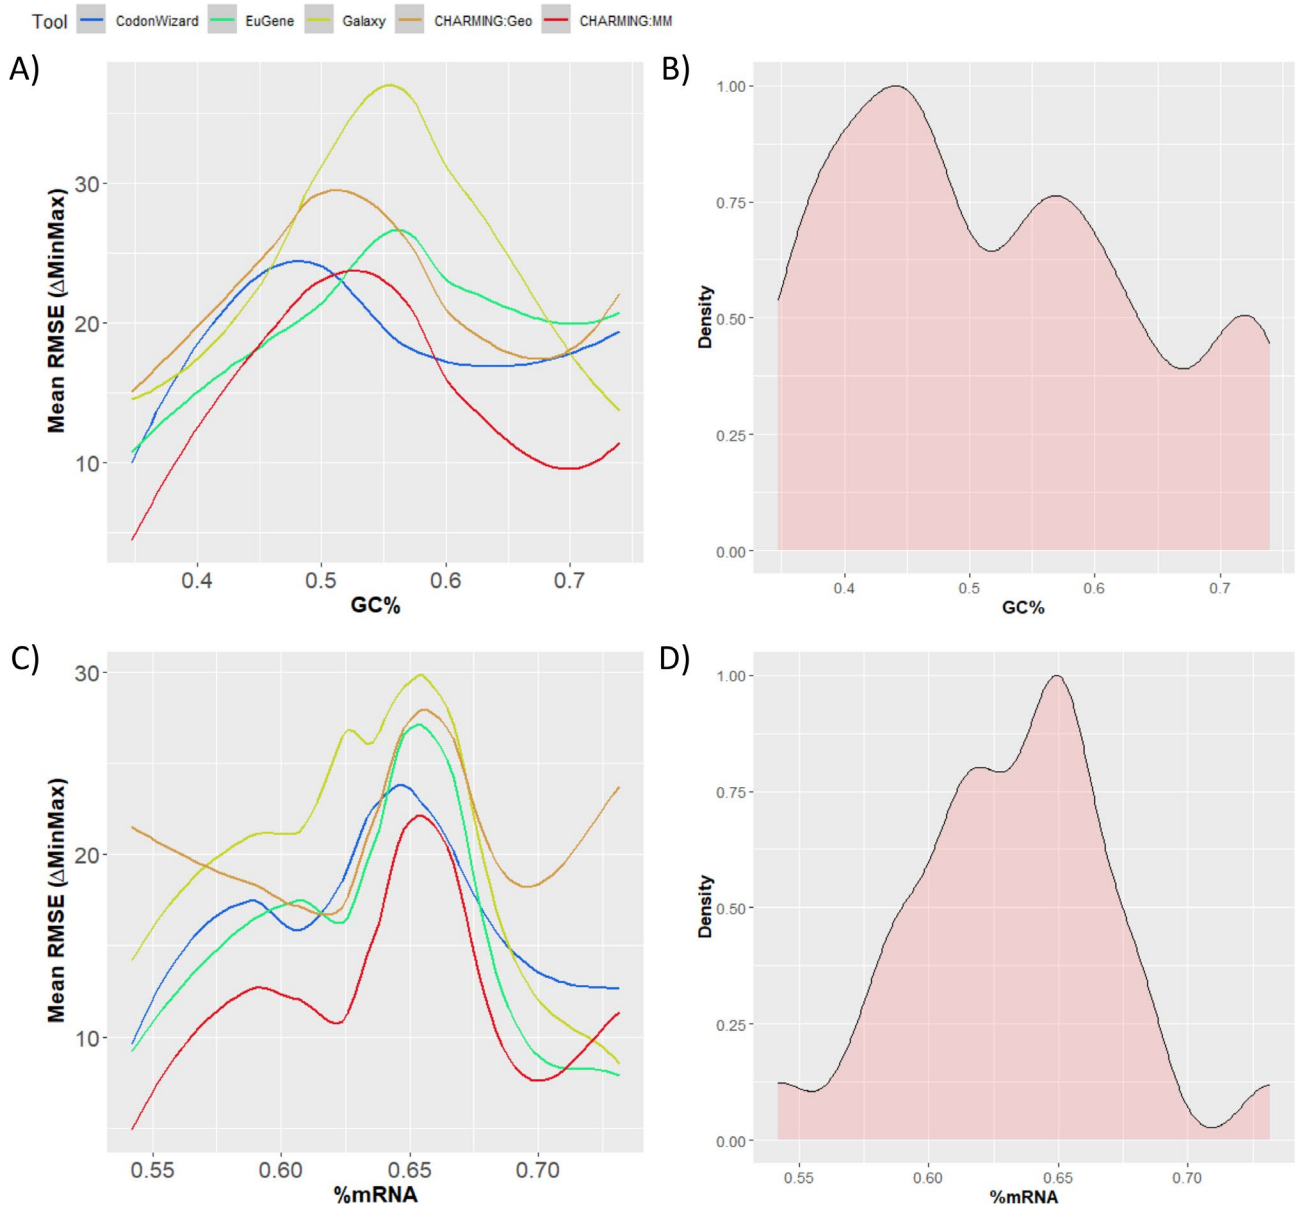 Tool CodonWizard EuGene Galaxy CHARMING:Geo CHARMING:MM
A)
Mean RMSE (ΔMinMax)
30
20
10
0.4 0.5 0.6 0.7
GC%
B)
Density
1.00
0.75
0.50
0.25
0.00
0.4 0.5 0.6 0.7
GC%
C)
Mean RMSE (ΔMinMax)
30
20
10
0.55 0.60 0.65 0.70
%mRNA
D)
Density
1.00
0.75
0.50
0.25
0.00
0.55 0.60 0.65 0.70
%mRNA